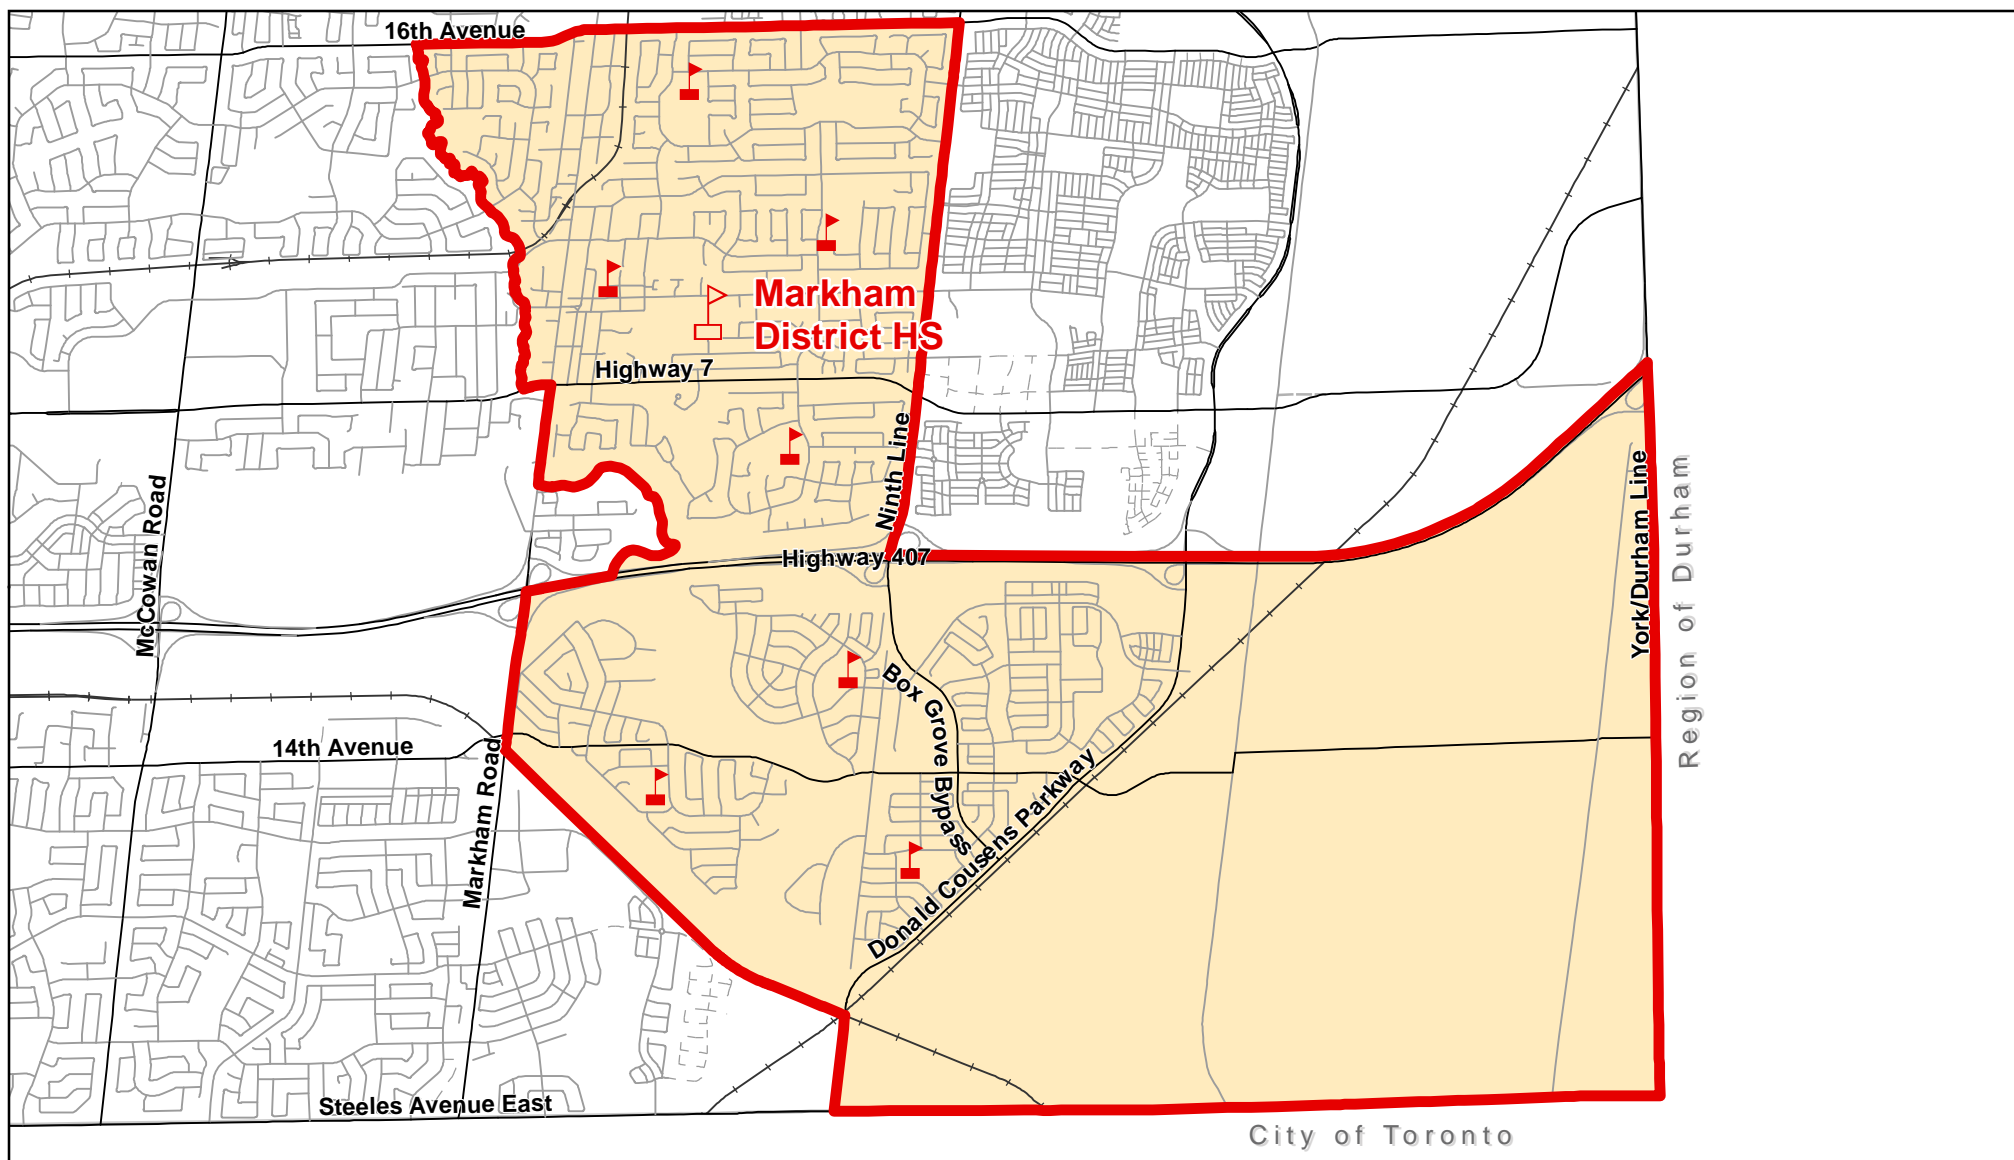 16th Avenue
Markham
District HS
Highway 7
Ninth Line
McCowan Road
York/Durham Line
Region of Durham
Highway 407
Box Grove Bypass
14th Avenue
Markham Road
Donald Cousens Parkway
Steeles Avenue East
City of Toronto